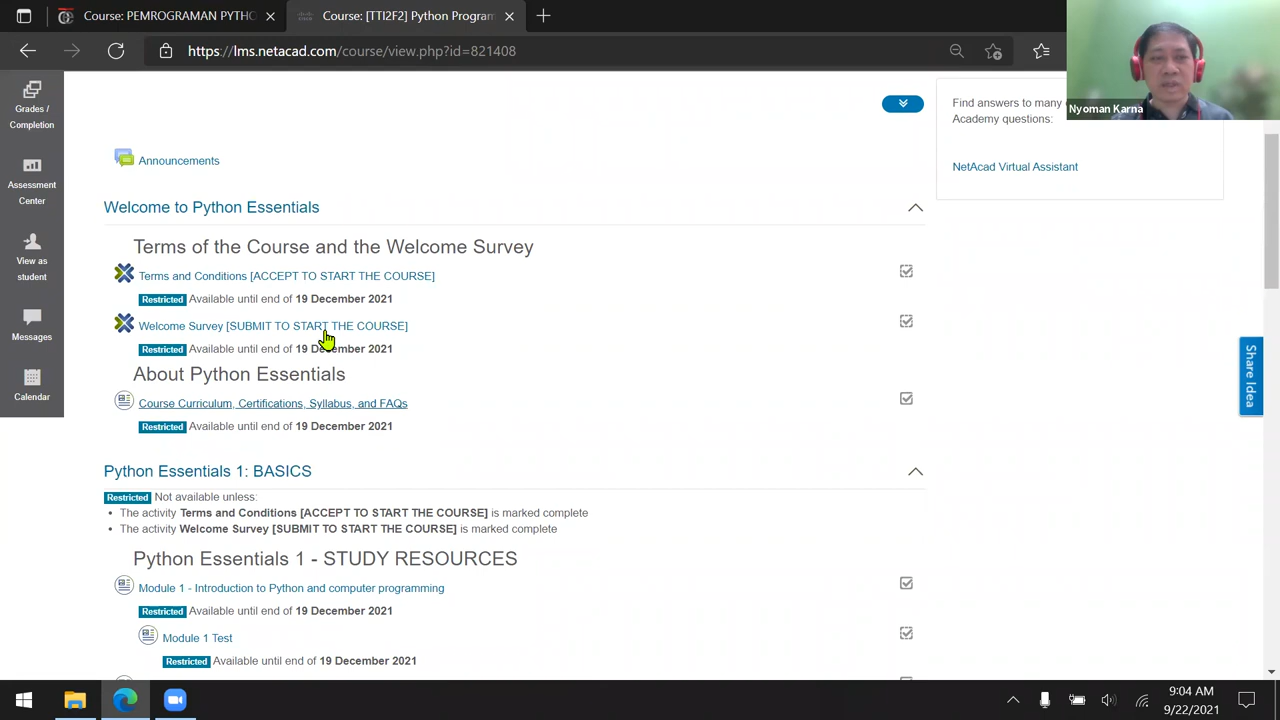 Course: PEMROGRAMAN PYTHO
Course: [TTI2F2] Python Program
https://lms.netacad.com/course/view.php?id=821408
Nyoman Karna
Grades /
Completion
Assessment
Center
View as
student
Messages
Calendar
Find answers to many
Academy questions:
NetAcad Virtual Assistant
Announcements
Welcome to Python Essentials
Terms of the Course and the Welcome Survey
Terms and Conditions [ACCEPT TO START THE COURSE]
Restricted Available until end of 19 December 2021
Welcome Survey [SUBMIT TO START THE COURSE]
Restricted Available until end of 19 December 2021
About Python Essentials
Course Curriculum, Certifications, Syllabus, and FAQs
Restricted Available until end of 19 December 2021
Share Idea
Python Essentials 1: BASICS
Restricted Not available unless:
• The activity Terms and Conditions [ACCEPT TO START THE COURSE] is marked complete
• The activity Welcome Survey [SUBMIT TO START THE COURSE] is marked complete
Python Essentials 1 - STUDY RESOURCES
Module 1 - Introduction to Python and computer programming
Restricted Available until end of 19 December 2021
Module 1 Test
Restricted Available until end of 19 December 2021
9:04 AM
9/22/2021